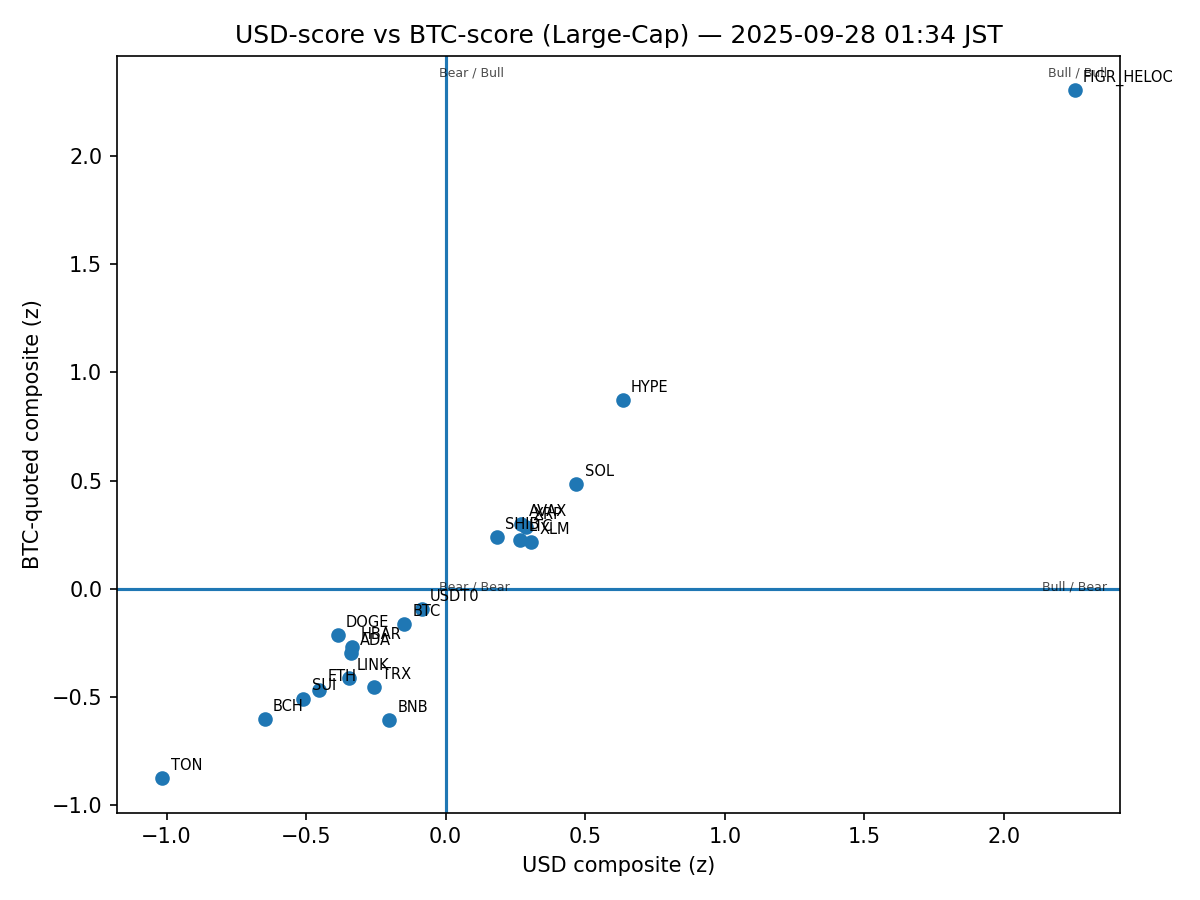 USD-score vs BTC-score (Large-Cap) — 2025-09-28 01:34 JST
Bear / Bull
Bull / Bull
FIGR_HELOC
HYPE
SOL
AVAX
XRP
SHIB
LTC
XLM
Bear / Bear
Bull / Bear
USDT0
BTC
DOGE
HBAR
ADA
LINK
TRX
ETH
SUI
BCH
BNB
TON
2.0
1.5
1.0
0.5
0.0
−0.5
−1.0
BTC-quoted composite (z)
−1.0
−0.5
0.0
0.5
1.0
1.5
2.0
USD composite (z)